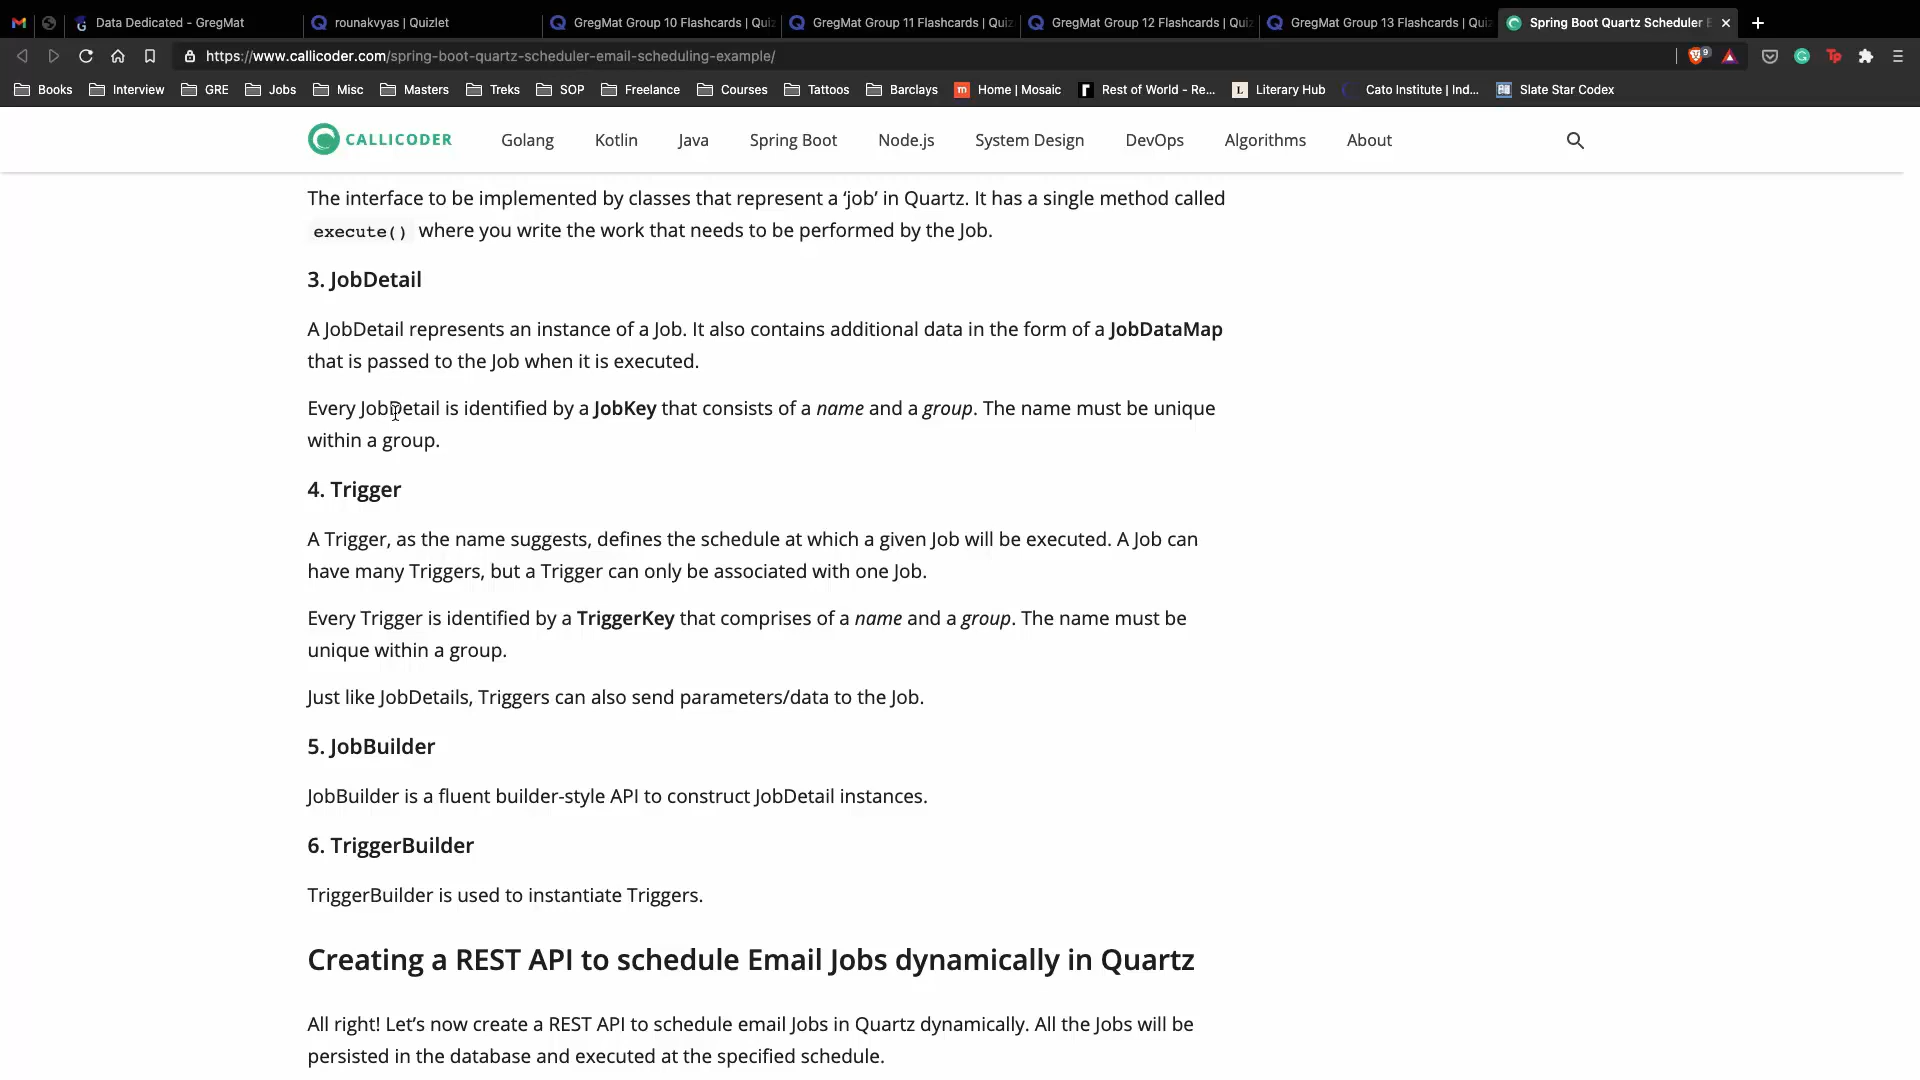 Data Dedicated - GregMat
rounakvyas | Quizlet
GregMat Group 10 Flashcards | Qui
GregMat Group 11 Flashcards | Qui
GregMat Group 12 Flashcards | Qui
GregMat Group 13 Flashcards | Qui
Spring Boot Quartz Scheduler E
https://www.callicoder.com/spring-boot-quartz-scheduler-email-scheduling-example/
9
Tp
Books Interview GRE Jobs Misc Masters Treks SOP Freelance Courses Tattoos Barclays Home | Mosaic Rest of World - Re... Literary Hub Cato Institute | Ind... Slate Star Codex
CALLICODER Golang Kotlin Java Spring Boot Node.js System Design DevOps Algorithms About
The interface to be implemented by classes that represent a ‘job’ in Quartz. It has a single method called
execute() where you write the work that needs to be performed by the Job.
3. JobDetail
A JobDetail represents an instance of a Job. It also contains additional data in the form of a JobDataMap
that is passed to the Job when it is executed.
Every JobDetail is identified by a JobKey that consists of a name and a group. The name must be unique
within a group.
4. Trigger
A Trigger, as the name suggests, defines the schedule at which a given Job will be executed. A Job can
have many Triggers, but a Trigger can only be associated with one Job.
Every Trigger is identified by a TriggerKey that comprises of a name and a group. The name must be
unique within a group.
Just like JobDetails, Triggers can also send parameters/data to the Job.
5. JobBuilder
JobBuilder is a fluent builder-style API to construct JobDetail instances.
6. TriggerBuilder
TriggerBuilder is used to instantiate Triggers.
Creating a REST API to schedule Email Jobs dynamically in Quartz
All right! Let’s now create a REST API to schedule email Jobs in Quartz dynamically. All the Jobs will be
persisted in the database and executed at the specified schedule.